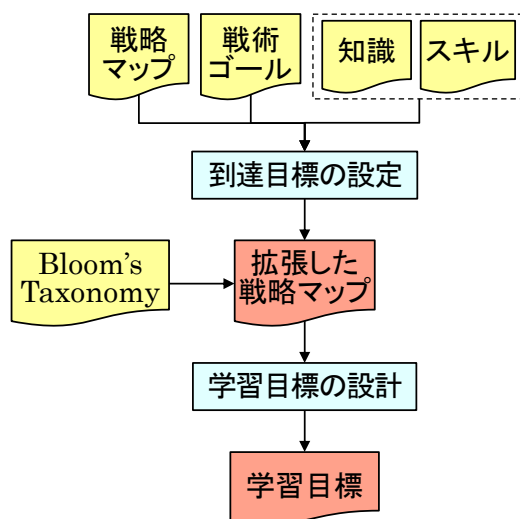 戦略
マップ
戦術
ゴール
知識
スキル
到達目標の設定
Bloom's
Taxonomy
拡張した
戦略マップ
学習目標の設計
学習目標